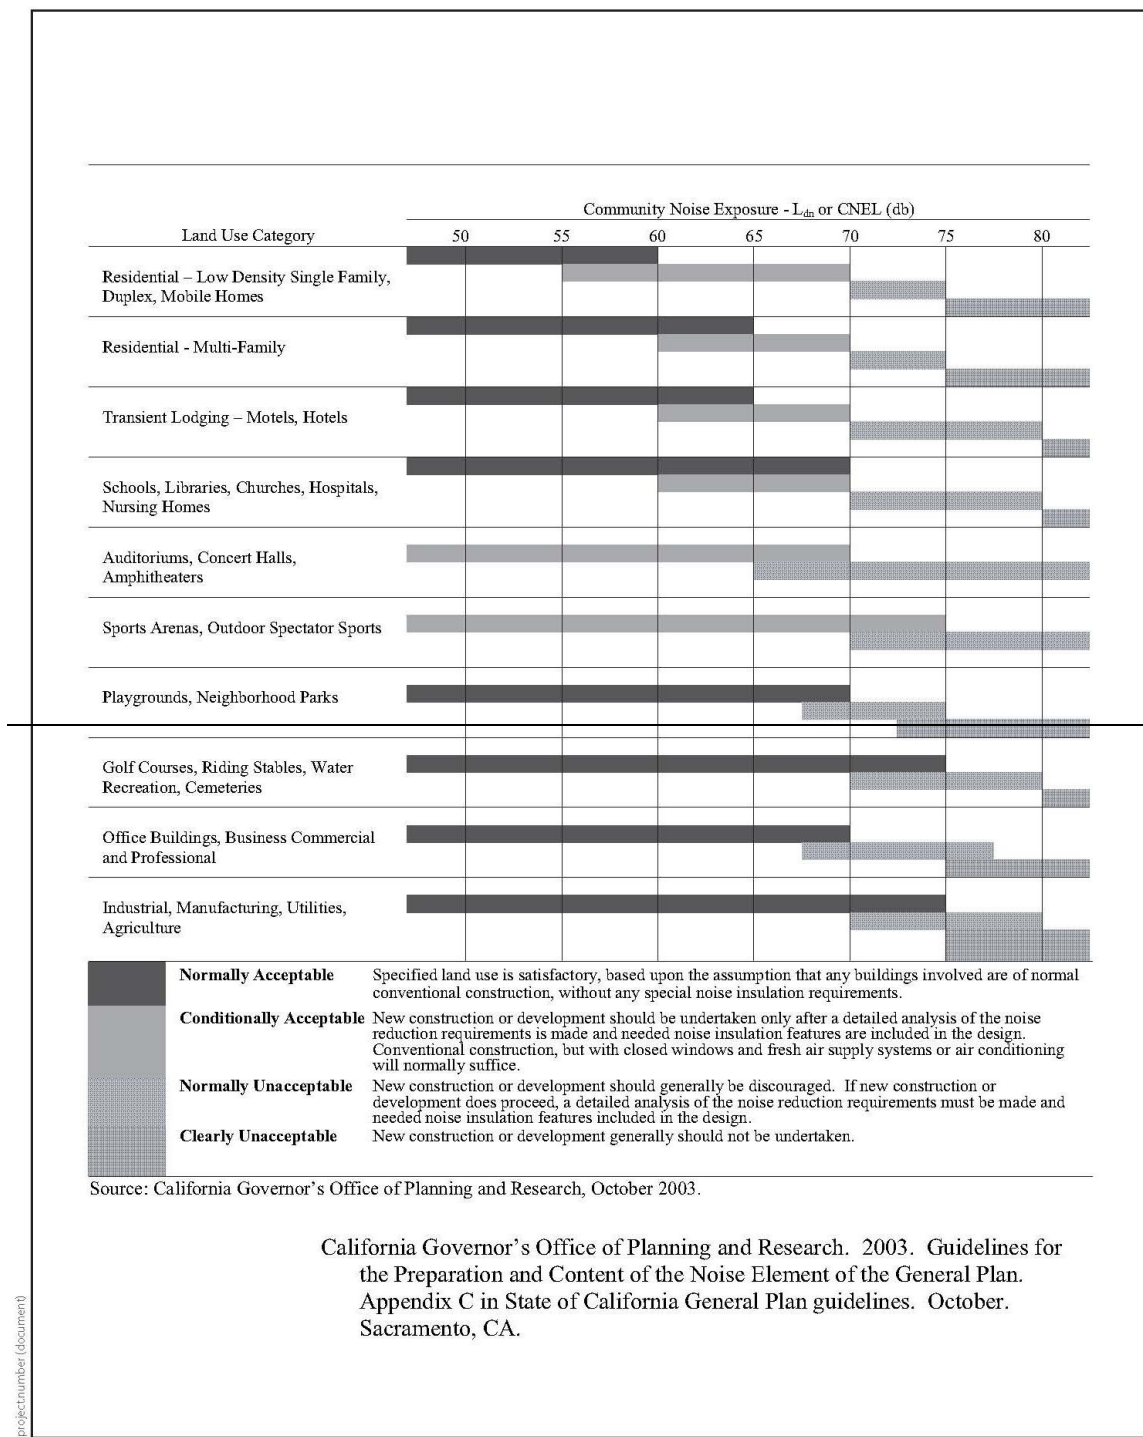 Community Noise Exposure - Ldn or CNEL (db)
Land Use Category 50 55 60 65 70 75 80
Residential – Low Density Single Family,
Duplex, Mobile Homes
Residential - Multi-Family
Transient Lodging – Motels, Hotels
Schools, Libraries, Churches, Hospitals,
Nursing Homes
Auditoriums, Concert Halls,
Amphitheaters
Sports Arenas, Outdoor Spectator Sports
Playgrounds, Neighborhood Parks
Golf Courses, Riding Stables, Water
Recreation, Cemeteries
Office Buildings, Business Commercial
and Professional
Industrial, Manufacturing, Utilities,
Agriculture
Normally Acceptable Specified land use is satisfactory, based upon the assumption that any buildings involved are of normal
conventional construction, without any special noise insulation requirements.
Conditionally Acceptable New construction or development should be undertaken only after a detailed analysis of the noise
reduction requirements is made and needed noise insulation features are included in the design.
Conventional construction, but with closed windows and fresh air supply systems or air conditioning
will normally suffice.
Normally Unacceptable New construction or development should generally be discouraged. If new construction or
development does proceed, a detailed analysis of the noise reduction requirements must be made and
needed noise insulation features included in the design.
Clearly Unacceptable New construction or development generally should not be undertaken.
Source: California Governor's Office of Planning and Research, October 2003.
California Governor's Office of Planning and Research. 2003. Guidelines for
the Preparation and Content of the Noise Element of the General Plan.
Appendix C in State of California General Plan guidelines. October.
Sacramento, CA.
project.number (document)